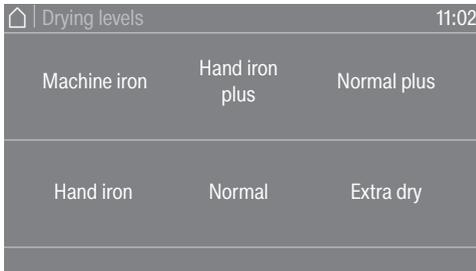 Drying levels 11:02
Machine iron
Hand iron
plus
Normal plus
Hand iron
Normal
Extra dry